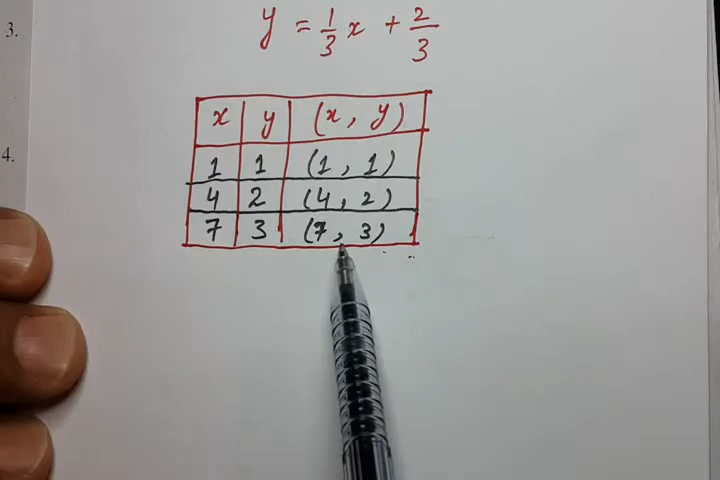 3.
y = 1/3 x + 2/3
x y (x, y)
4.
1 1 (1, 1)
4 2 (4, 2)
7 3 (7, 3)